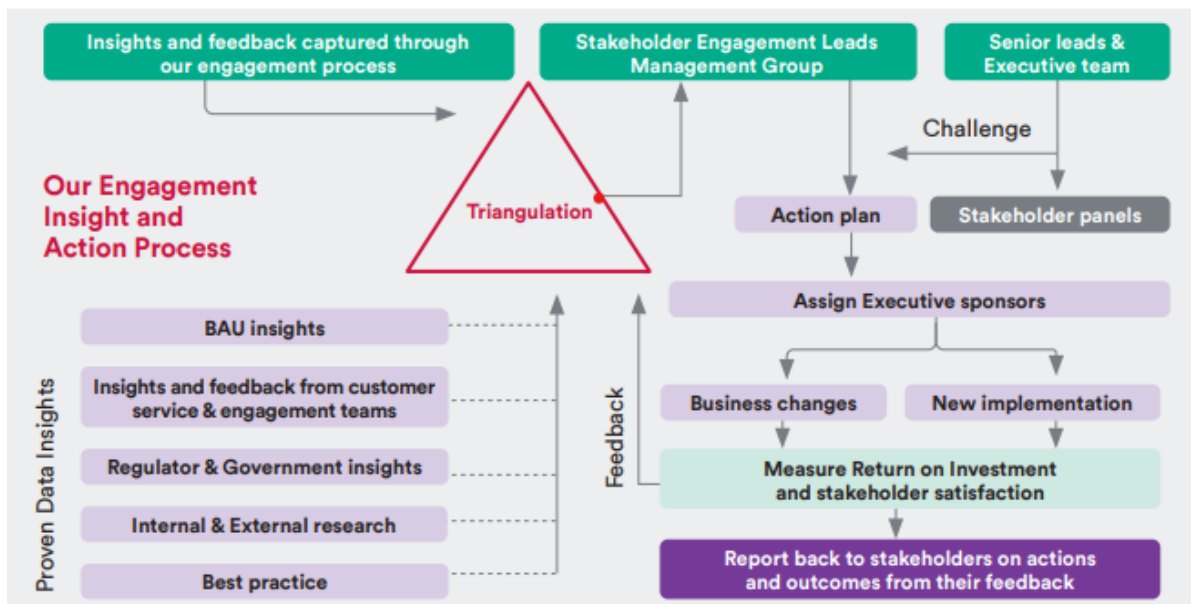 Insights and feedback captured through
our engagement process
Stakeholder Engagement Leads
Management Group
Senior leads &
Executive team
Challenge
Our Engagement
Insight and
Action Process
Triangulation
Action plan
Stakeholder panels
Assign Executive sponsors
Proven Data Insights
BAU insights
Insights and feedback from customer
service & engagement teams
Regulator & Government insights
Internal & External research
Best practice
Feedback
Business changes
New implementation
Measure Return on Investment
and stakeholder satisfaction
Report back to stakeholders on actions
and outcomes from their feedback